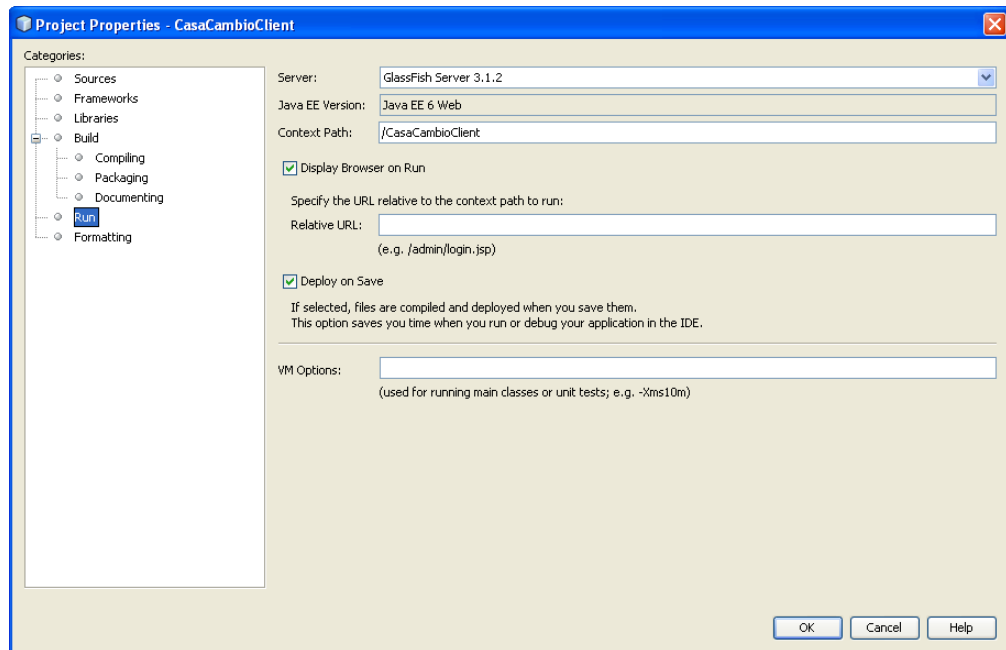 Project Properties - CasaCambioClient
Categories:
Sources
Frameworks
Libraries
Build
Compiling
Packaging
Documenting
Run
Formatting
Server: GlassFish Server 3.1.2
Java EE Version: Java EE 6 Web
Context Path: /CasaCambioClient
Display Browser on Run
Specify the URL relative to the context path to run:
Relative URL:
(e.g. /admin/login.jsp)
Deploy on Save
If selected, files are compiled and deployed when you save them.
This option saves you time when you run or debug your application in the IDE.
VM Options:
(used for running main classes or unit tests; e.g. -Xms10m)
OK Cancel Help